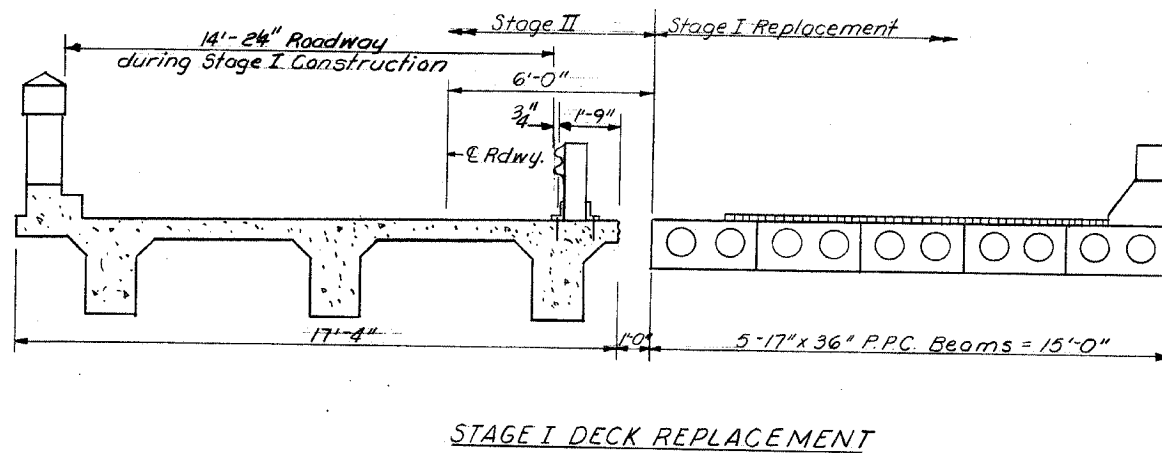 Stage II
Stage I Replacement
14'-2¼" Roadway
during Stage I Construction
6'-0"
¾"
1'-9"
℄ Rdwy.
17'-4"
1'-0"
5-17" x 36" P.P.C. Beams = 15'-0"
STAGE I DECK REPLACEMENT